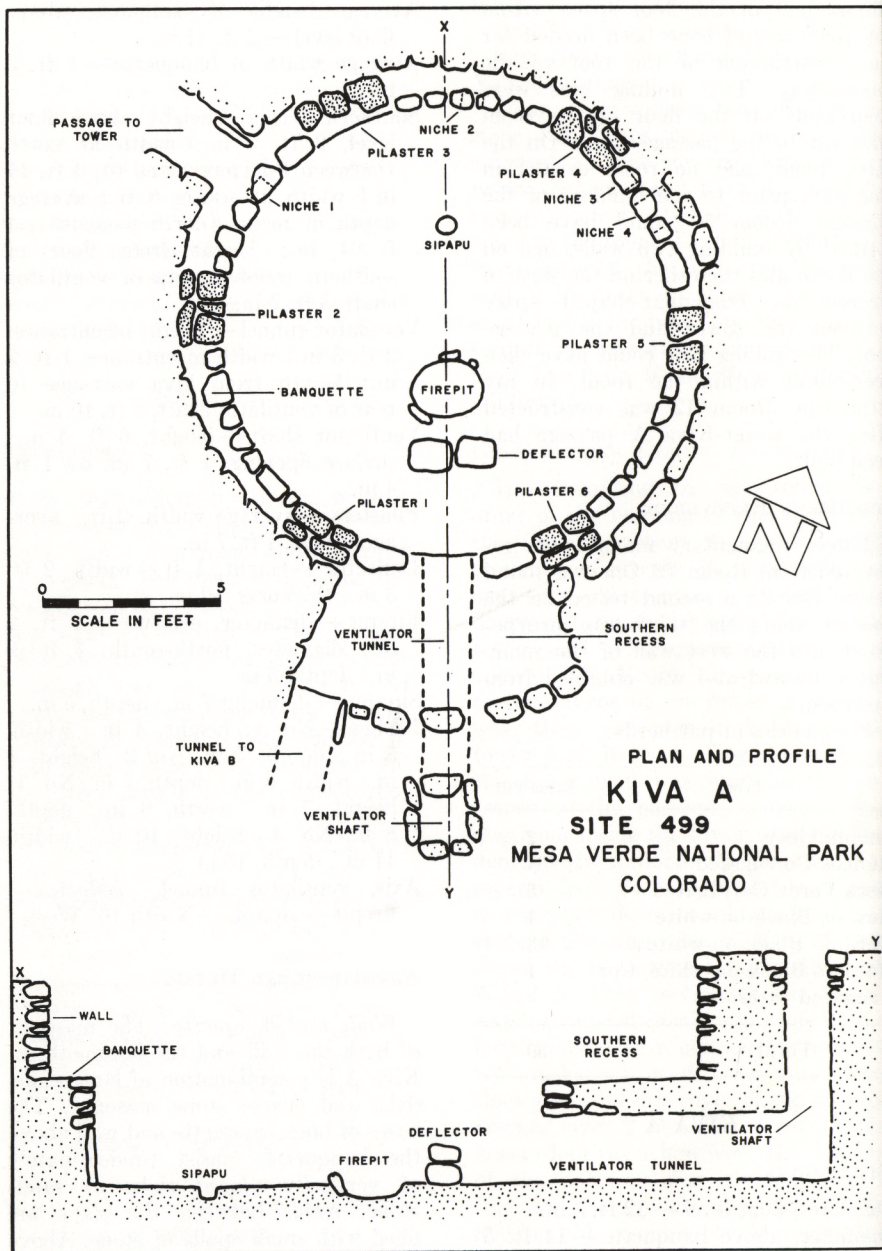 X
PASSAGE TO
TOWER
NICHE 2
PILASTER 3
PILASTER 4
NICHE 1
NICHE 3
NICHE 4
SIPAPU
PILASTER 2
PILASTER 5
BANQUETTE
FIREPIT
DEFLECTOR
PILASTER 1
PILASTER 6
N
0 5
SCALE IN FEET
VENTILATOR
TUNNEL
SOUTHERN
RECESS
TUNNEL TO
KIVA B
VENTILATOR
SHAFT
Y
PLAN AND PROFILE
KIVA A
SITE 499
MESA VERDE NATIONAL PARK
COLORADO
X
Y
WALL
BANQUETTE
SOUTHERN
RECESS
SIPAPU
FIREPIT
DEFLECTOR
VENTILATOR TUNNEL
VENTILATOR
SHAFT